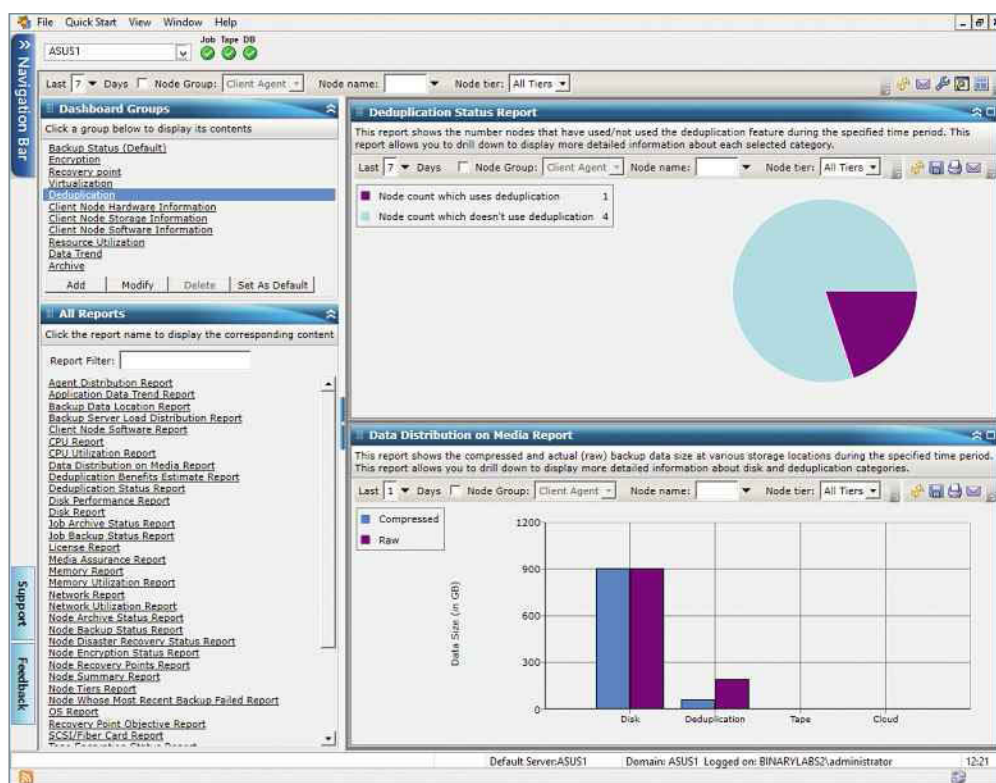 File Quick Start View Window Help
ASUS1
Job Tape DB
Last 7 Days Node Group: Client Agent Node name: Node tier: All Tiers
Navigation Bar
Dashboard Groups
Click a group below to display its contents
Backup Status (Default)
Encryption
Recovery point
Virtualization
Deduplication
Client Node Hardware Information
Client Node Storage Information
Client Node Software Information
Resource Utilization
Data Trend
Archive
Add Modify Delete Set As Default
All Reports
Click the report name to display the corresponding content
Report Filter:
Agent Distribution Report
Application Data Trend Report
Backup Data Location Report
Backup Server Load Distribution Report
Client Node Software Report
CPU Report
CPU Utilization Report
Data Distribution on Media Report
Deduplication Benefits Estimate Report
Deduplication Status Report
Disk Performance Report
Disk Report
Job Archive Status Report
Job Backup Status Report
License Report
Media Assurance Report
Memory Report
Memory Utilization Report
Network Report
Network Utilization Report
Node Archive Status Report
Node Backup Status Report
Node Disaster Recovery Status Report
Node Encryption Status Report
Node Recovery Points Report
Node Summary Report
Node Tiers Report
Node Whose Most Recent Backup Failed Report
OS Report
Recovery Point Objective Report
SCSI/Fiber Card Report
Tape Encryption Status Report
Support
Feedback
Deduplication Status Report
This report shows the number nodes that have used/not used the deduplication feature during the specified time period. This
report allows you to drill down to display more detailed information about each selected category.
Last 7 Days Node Group: Client Agent Node name: Node tier: All Tiers
Node count which uses deduplication 1
Node count which doesn't use deduplication 4
Data Distribution on Media Report
This report shows the compressed and actual (raw) backup data size at various storage locations during the specified time period.
This report allows you to drill down to display more detailed information about disk and deduplication categories.
Last 1 Days Node Group: Client Agent Node name: Node tier: All Tiers
Compressed
Raw
Data Size (in GB)
1200
900
600
300
0
Disk Deduplication Tape Cloud
Default Server:ASUS1 Domain: ASUS1 Logged on: BINARYLABS2\administrator 12:21